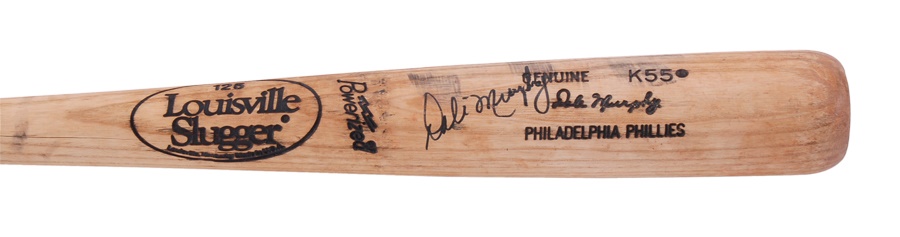 125
Louisville
Slugger®
Powerized
Dale Murphy
GENUINE K55
Dale Murphy
PHILADELPHIA PHILLIES